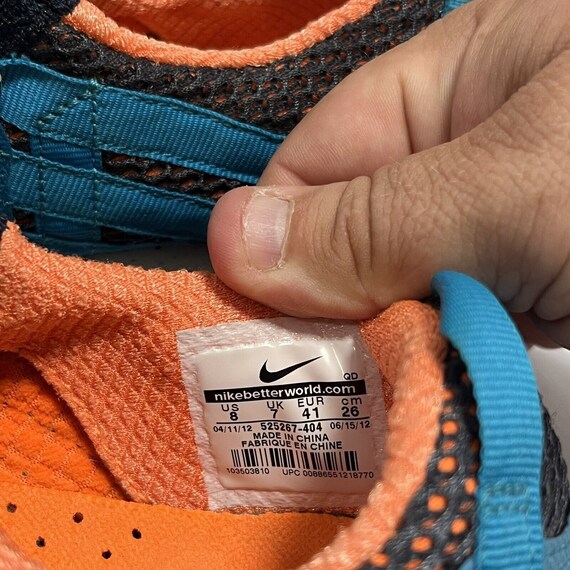 QD
nikebetterworld.com
US UK EUR cm
8 7 41 26
04/11/12 525267-404 06/15/12
MADE IN CHINA
FABRIQUE EN CHINE
103503810 UPC 00886551218770